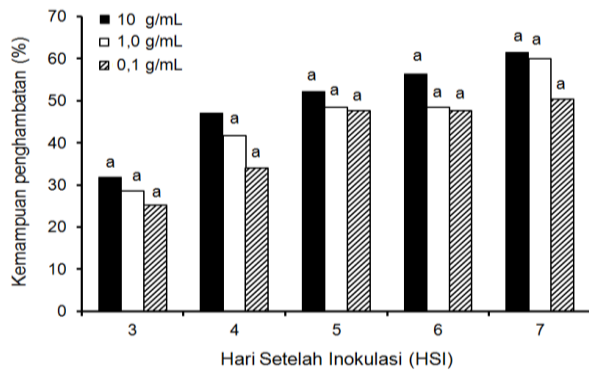 Kemampuan penghambatan (%)
70
60
50
40
30
20
10
0
10 g/mL
1,0 g/mL
0,1 g/mL
a a a
a a
a a a
a a a
a a a
3 4 5 6 7
Hari Setelah Inokulasi (HSI)